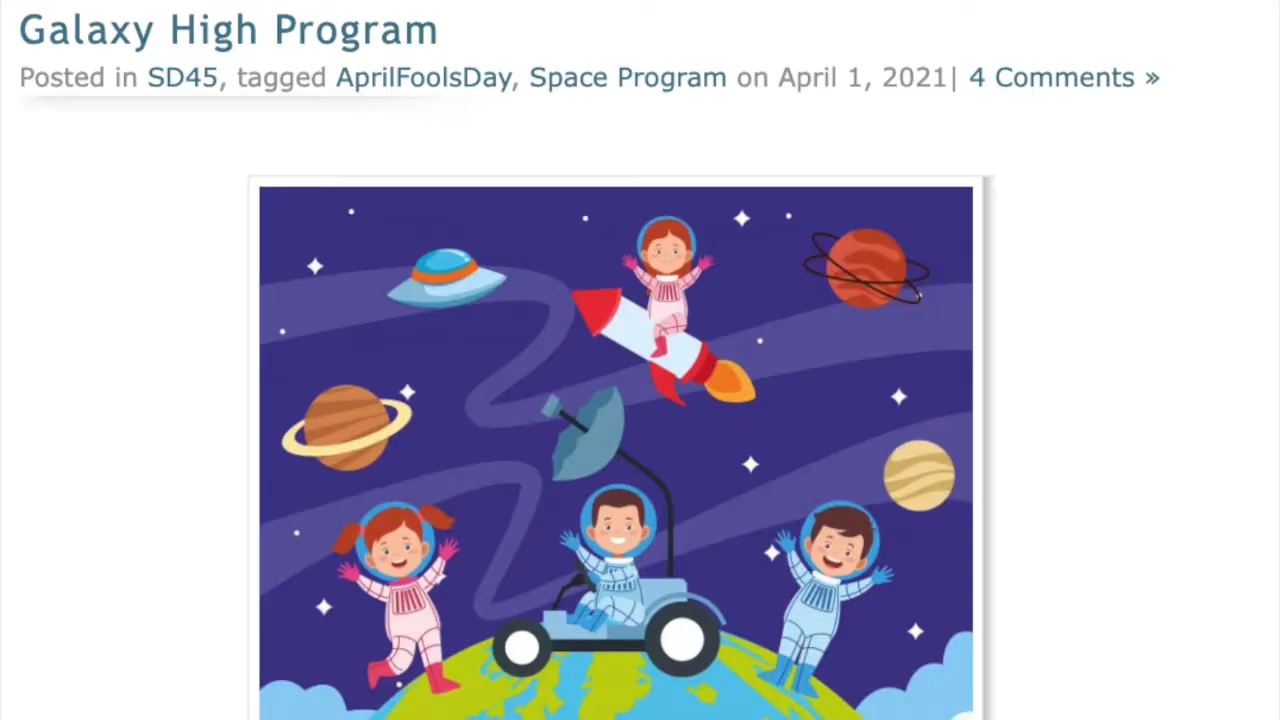 Galaxy High Program
Posted in SD45, tagged AprilFoolsDay, Space Program on April 1, 2021| 4 Comments »